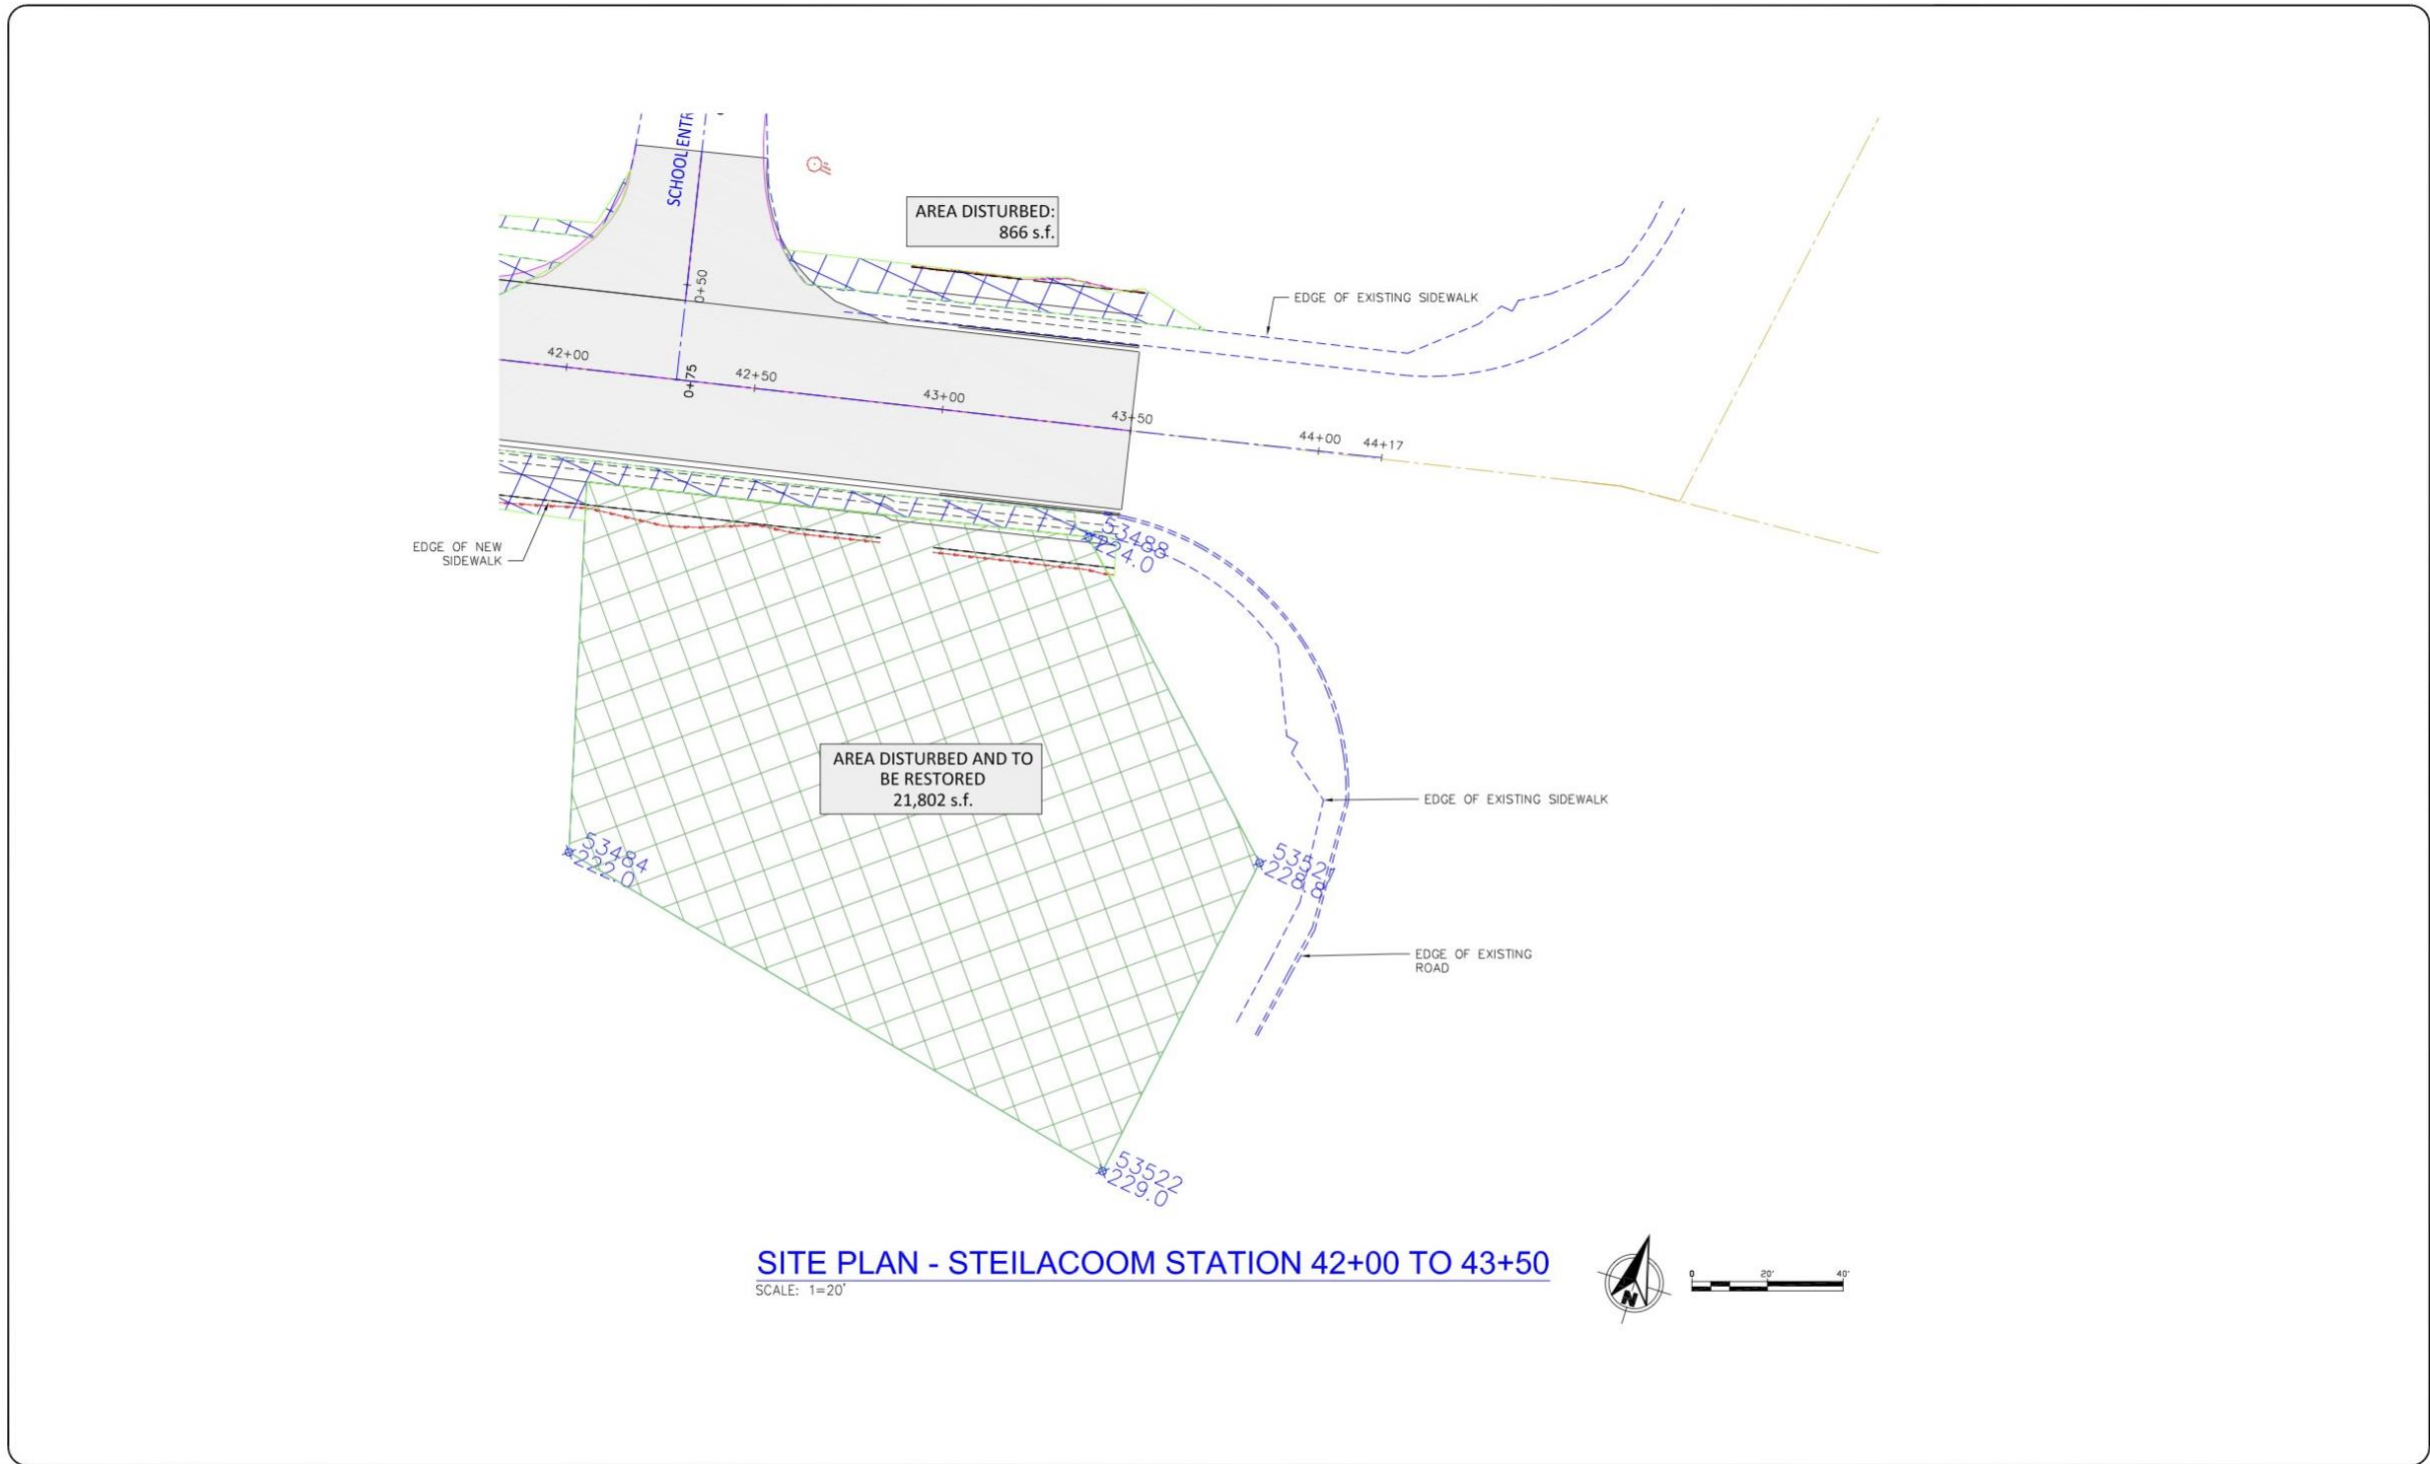 SCHOOL ENTR
AREA DISTURBED:
866 s.f.
0+50
EDGE OF EXISTING SIDEWALK
42+00
0+75
42+50
43+00
43+50
44+00
44+17
EDGE OF NEW
SIDEWALK
53488
224.0
AREA DISTURBED AND TO
BE RESTORED
21,802 s.f.
EDGE OF EXISTING SIDEWALK
53484
222.0
EDGE OF EXISTING
ROAD
53522
229.0
SITE PLAN - STEILACOOM STATION 42+00 TO 43+50
SCALE: 1=20'
N
0
20'
40'